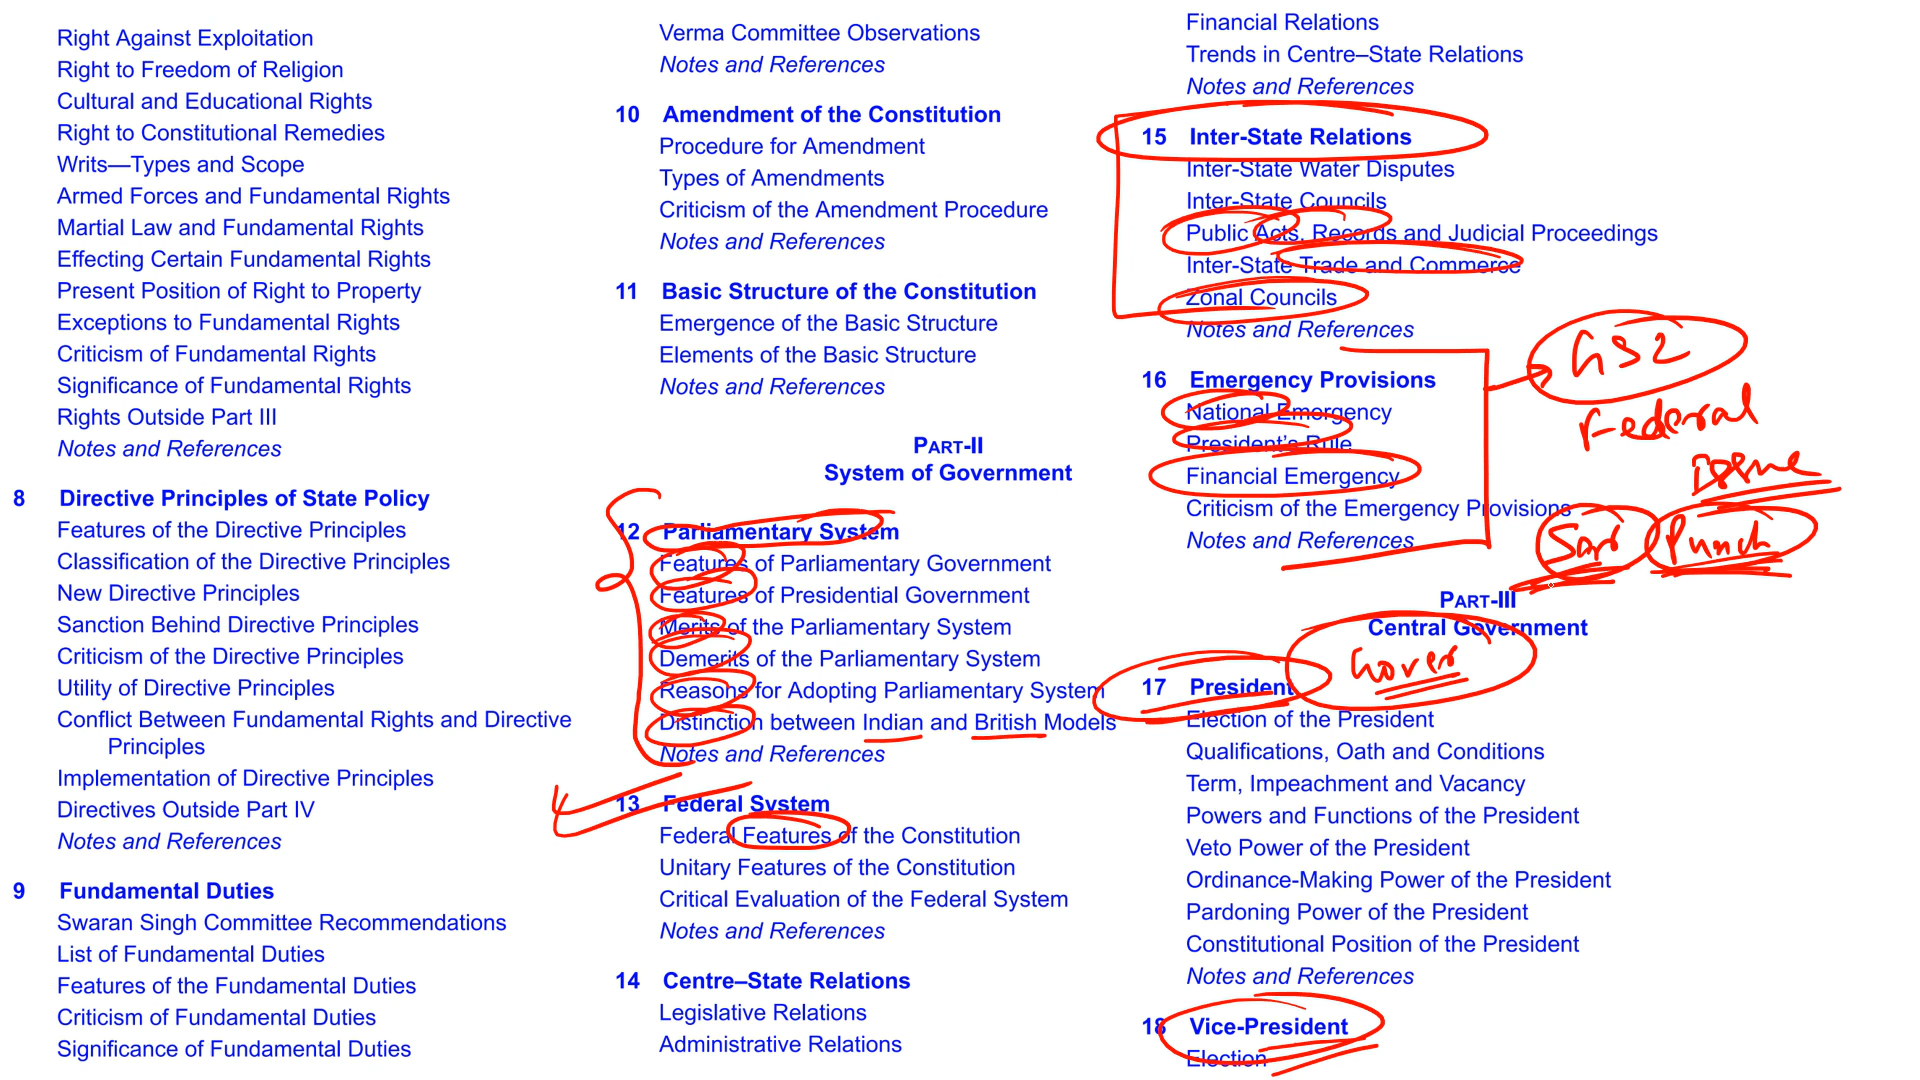 Right Against Exploitation
Right to Freedom of Religion
Cultural and Educational Rights
Right to Constitutional Remedies
Writs—Types and Scope
Armed Forces and Fundamental Rights
Martial Law and Fundamental Rights
Effecting Certain Fundamental Rights
Present Position of Right to Property
Exceptions to Fundamental Rights
Criticism of Fundamental Rights
Significance of Fundamental Rights
Rights Outside Part III
Notes and References
8 Directive Principles of State Policy
Features of the Directive Principles
Classification of the Directive Principles
New Directive Principles
Sanction Behind Directive Principles
Criticism of the Directive Principles
Utility of Directive Principles
Conflict Between Fundamental Rights and Directive
Principles
Implementation of Directive Principles
Directives Outside Part IV
Notes and References
9 Fundamental Duties
Swaran Singh Committee Recommendations
List of Fundamental Duties
Features of the Fundamental Duties
Criticism of Fundamental Duties
Significance of Fundamental Duties
Verma Committee Observations
Notes and References
10 Amendment of the Constitution
Procedure for Amendment
Types of Amendments
Criticism of the Amendment Procedure
Notes and References
11 Basic Structure of the Constitution
Emergence of the Basic Structure
Elements of the Basic Structure
Notes and References
PART-II
System of Government
12 Parliamentary System
Features of Parliamentary Government
Features of Presidential Government
Merits of the Parliamentary System
Demerits of the Parliamentary System
Reasons for Adopting Parliamentary System
Distinction between Indian and British Models
Notes and References
13 Federal System
Federal Features of the Constitution
Unitary Features of the Constitution
Critical Evaluation of the Federal System
Notes and References
14 Centre–State Relations
Legislative Relations
Administrative Relations
Financial Relations
Trends in Centre–State Relations
Notes and References
15 Inter-State Relations
Inter-State Water Disputes
Inter-State Councils
Public Acts, Records and Judicial Proceedings
Inter-State Trade and Commerce
Zonal Councils
Notes and References
16 Emergency Provisions
National Emergency
President's Rule
Financial Emergency
Criticism of the Emergency Provisions
Notes and References
GS2
Federal
Issue
Punch
PART-III
Central Government
Gover
17 President
Election of the President
Qualifications, Oath and Conditions
Term, Impeachment and Vacancy
Powers and Functions of the President
Veto Power of the President
Ordinance-Making Power of the President
Pardoning Power of the President
Constitutional Position of the President
Notes and References
18 Vice-President
Election